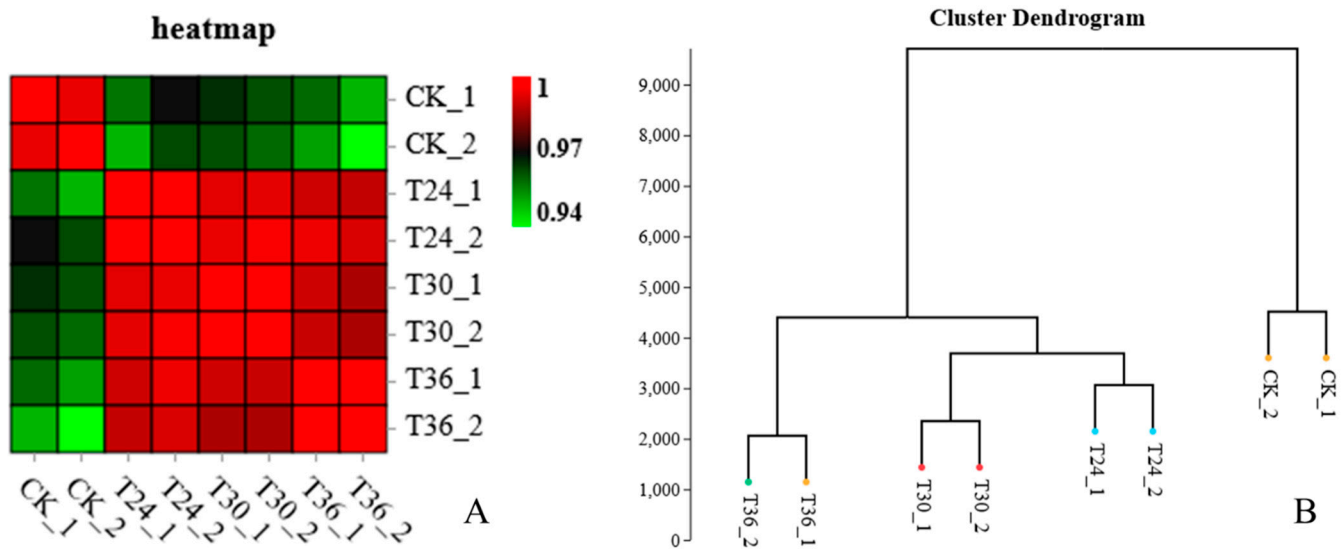 heatmap
CK_1
CK_2
T24_1
T24_2
T30_1
T30_2
T36_1
T36_2
1
0.97
0.94
CK_1
CK_2
T24_1
T24_2
T30_1
T30_2
T36_1
T36_2
A
Cluster Dendrogram
9,000
8,000
7,000
6,000
5,000
4,000
3,000
2,000
1,000
0
T36_2
T36_1
T30_1
T30_2
T24_1
T24_2
CK_2
CK_1
B